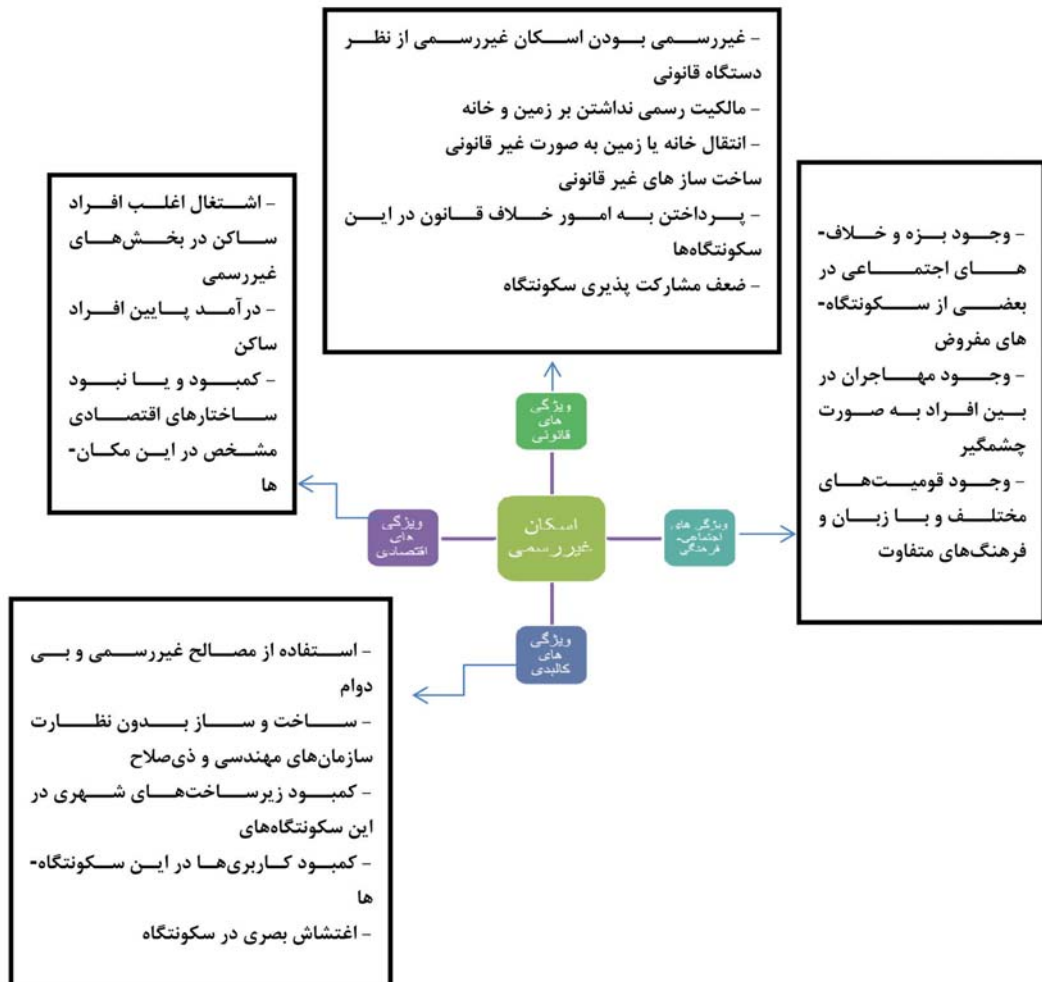 - غیررسمی بودن اسکان غیررسمی از نظر
دستگاه قانونی
- مالکیت رسمی نداشتن بر زمین و خانه
- انتقال خانه یا زمین به صورت غیر قانونی
ساخت ساز های غیر قانونی
- پرداختن به امور خلاف قانون در این
سکونتگاه‌ها
- ضعف مشارکت پذیری سکونتگاه
- وجود بزه و خلاف-
های اجتماعی در
بعضی از سکونتگاه-
های مفروض
- وجود مهاجران در
بین افراد به صورت
چشمگیر
- وجود قومیت‌های
مختلف و با زبان و
فرهنگ‌های متفاوت
- اشتغال اغلب افراد
ساکن در بخش‌های
غیررسمی
- درآمد پایین افراد
ساکن
- کمبود و یا نبود
ساختارهای اقتصادی
مشخص در این مکان-
ها
ویژگی
های
قانونی
ویژگی های
اجتماعی-
فرهنگی
اسکان
غیررسمی
ویژگی
های
اقتصادی
ویژگی
های
کالبدی
- استفاده از مصالح غیررسمی و بی
دوام
- ساخت و ساز بدون نظارت
سازمان‌های مهندسی و ذی‌صلاح
- کمبود زیرساخت‌های شهری در
این سکونتگاه‌های
- کمبود کاربری‌ها در این سکونتگاه-
ها
- اغتشاش بصری در سکونتگاه